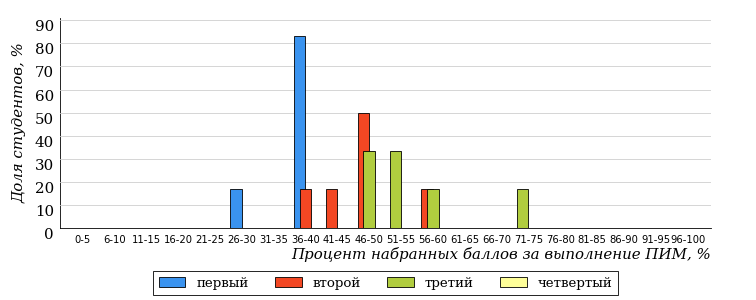 90
80
70
60
50
40
30
20
10
0
Доля студентов, %
0-5 6-10 11-15 16-20 21-25 26-30 31-35 36-40 41-45 46-50 51-55 56-60 61-65 66-70 71-75 76-80 81-85 86-90 91-95 96-100
Процент набранных баллов за выполнение ПИМ, %
первый второй третий четвертый